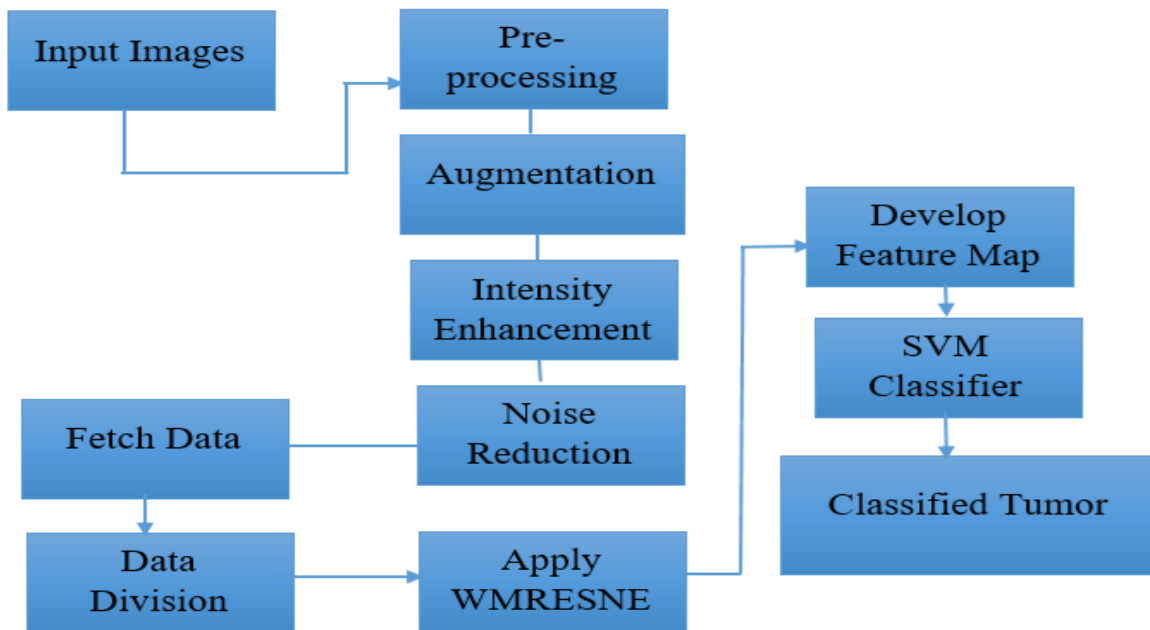 Input Images
Pre-
processing
Augmentation
Intensity
Enhancement
Noise
Reduction
Fetch Data
Data
Division
Apply
WMRESNE
Develop
Feature Map
SVM
Classifier
Classified Tumor